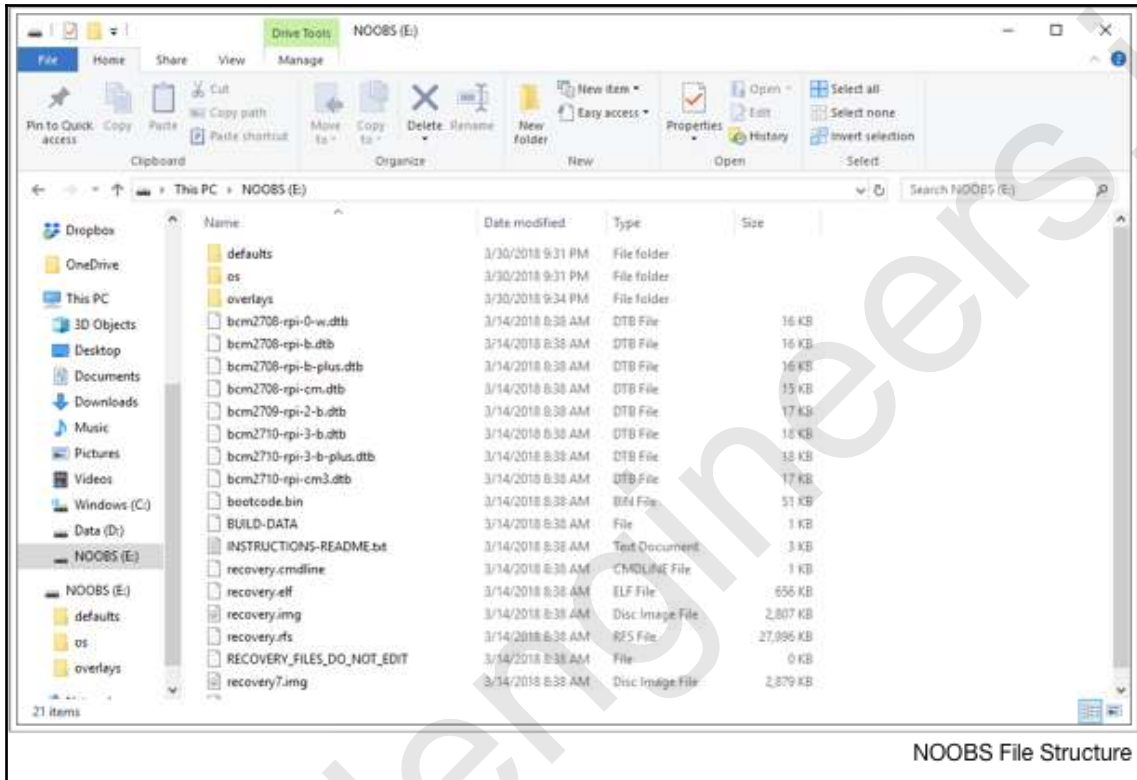 Drive Tools NOOBS (E:)
File Home Share View Manage
Pin to Quick access Copy Paste Cut Copy path Paste shortcut Move to Copy to Delete Rename New folder New item Easy access Properties Open Edit History Select all Select none Invert selection
Clipboard Organize New Open Select
This PC NOOBS (E:) Search NOOBS (E:)
Name Date modified Type Size
Dropbox
OneDrive
This PC
3D Objects
Desktop
Documents
Downloads
Music
Pictures
Videos
Windows (C:)
Data (D:)
NOOBS (E:)
NOOBS (E:)
defaults
os
overlays
defaults 3/30/2018 9:31 PM File folder
os 3/30/2018 9:31 PM File folder
overlays 3/30/2018 9:34 PM File folder
bcm2708-rpi-0-w.dtb 3/14/2018 8:38 AM DTB File 16 KB
bcm2708-rpi-b.dtb 3/14/2018 8:38 AM DTB File 16 KB
bcm2708-rpi-b-plus.dtb 3/14/2018 8:38 AM DTB File 16 KB
bcm2708-rpi-cm.dtb 3/14/2018 8:38 AM DTB File 15 KB
bcm2709-rpi-2-b.dtb 3/14/2018 8:38 AM DTB File 17 KB
bcm2710-rpi-3-b.dtb 3/14/2018 8:38 AM DTB File 18 KB
bcm2710-rpi-3-b-plus.dtb 3/14/2018 8:38 AM DTB File 18 KB
bcm2710-rpi-cm3.dtb 3/14/2018 8:38 AM DTB File 17 KB
bootcode.bin 3/14/2018 8:38 AM BIN File 51 KB
BUILD-DATA 3/14/2018 8:38 AM File 1 KB
INSTRUCTIONS-README.txt 3/14/2018 8:38 AM Text Document 3 KB
recovery.cmdline 3/14/2018 8:38 AM CMDLINE File 1 KB
recovery.elf 3/14/2018 8:38 AM ELF File 656 KB
recovery.img 3/14/2018 8:38 AM Disc Image File 2,807 KB
recovery.rfs 3/14/2018 8:38 AM RFS File 27,996 KB
RECOVERY_FILES_DO_NOT_EDIT 3/14/2018 8:38 AM File 0 KB
recovery7.img 3/14/2018 8:38 AM Disc Image File 2,879 KB
21 items
NOOBS File Structure